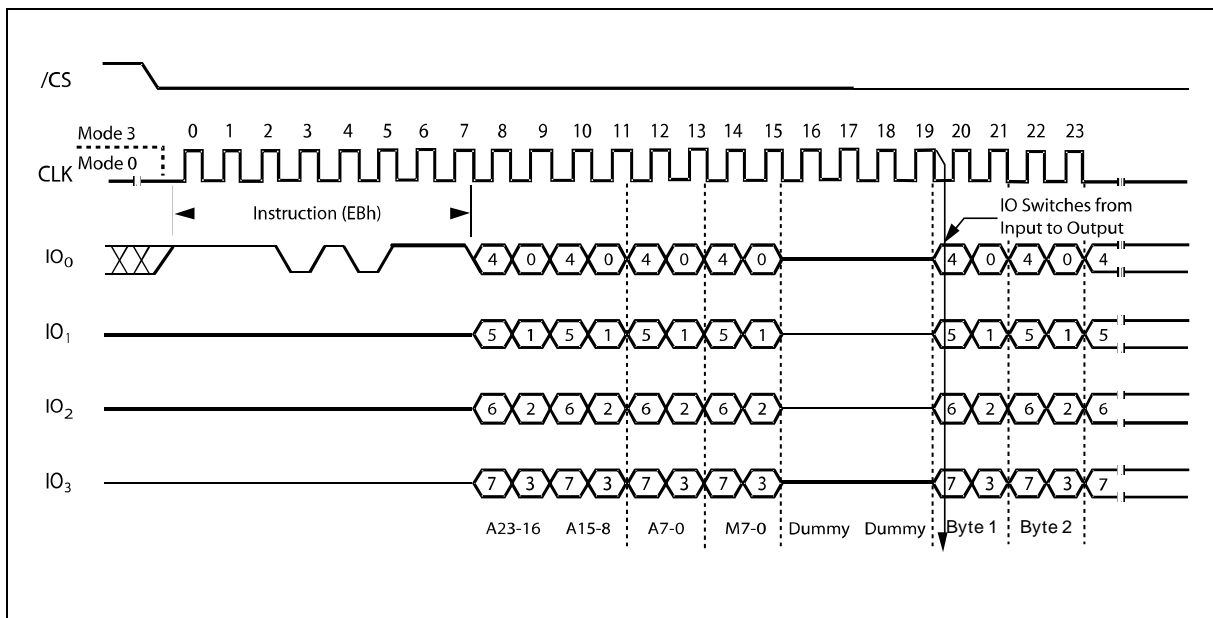 /CS
Mode 3
0 1 2 3 4 5 6 7 8 9 10 11 12 13 14 15 16 17 18 19 20 21 22 23
Mode 0
CLK
Instruction (EBh)
IO Switches from
Input to Output
IO0 4 0 4 0 4 0 4 0 4 0 4 0 4
IO1 5 1 5 1 5 1 5 1 5 1 5 1 5
IO2 6 2 6 2 6 2 6 2 6 2 6 2 6
IO3 7 3 7 3 7 3 7 3 7 3 7 3 7
A23-16 A15-8 A7-0 M7-0 Dummy Dummy Byte 1 Byte 2